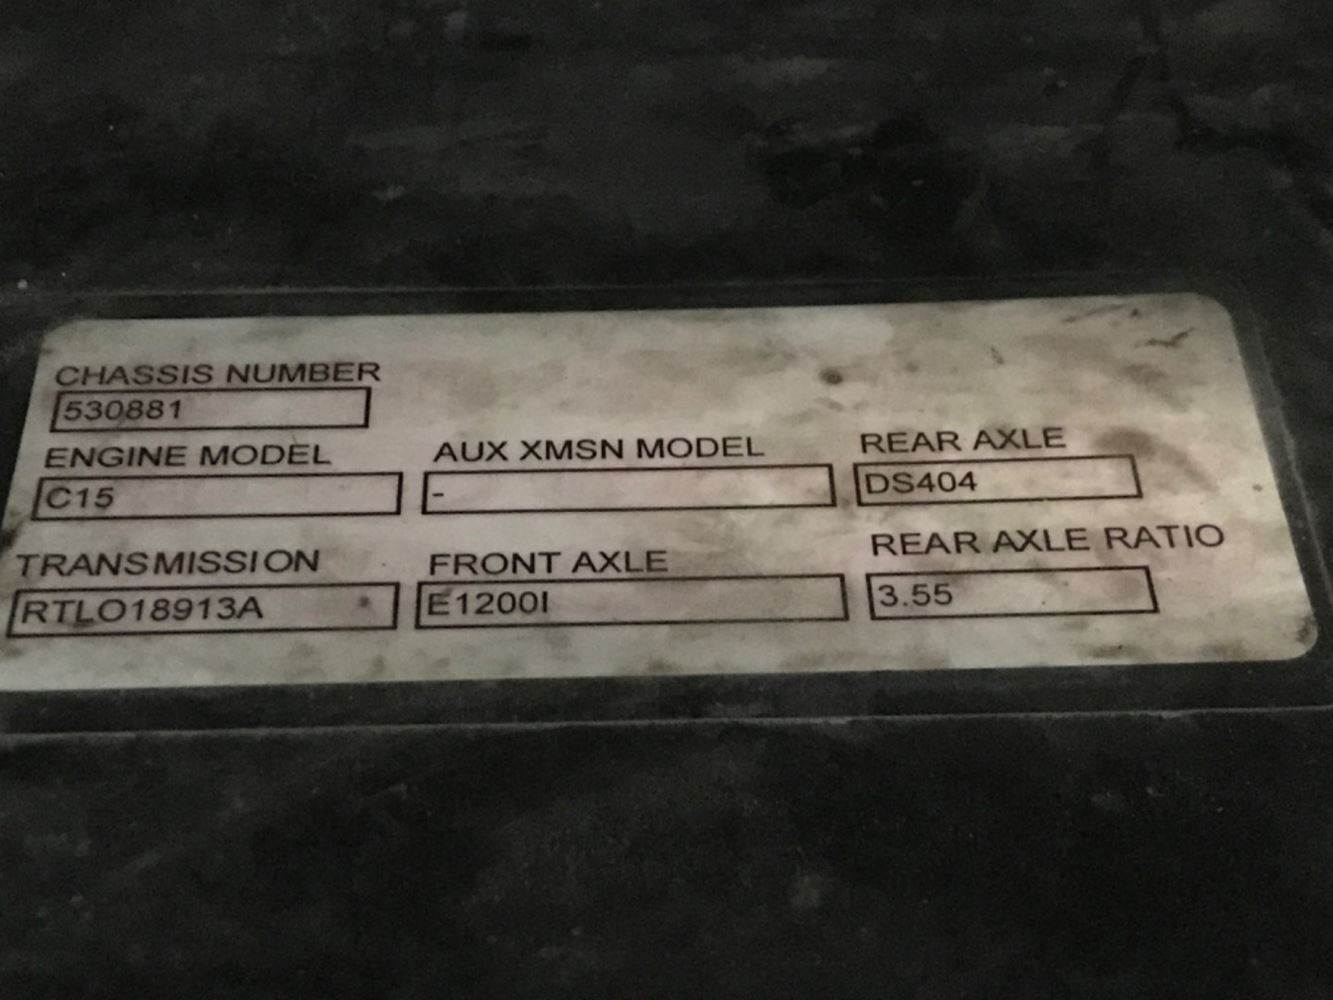 CHASSIS NUMBER
530881
ENGINE MODEL AUX XMSN MODEL REAR AXLE
C15 - DS404
TRANSMISSION FRONT AXLE REAR AXLE RATIO
RTLO18913A E1200I 3.55